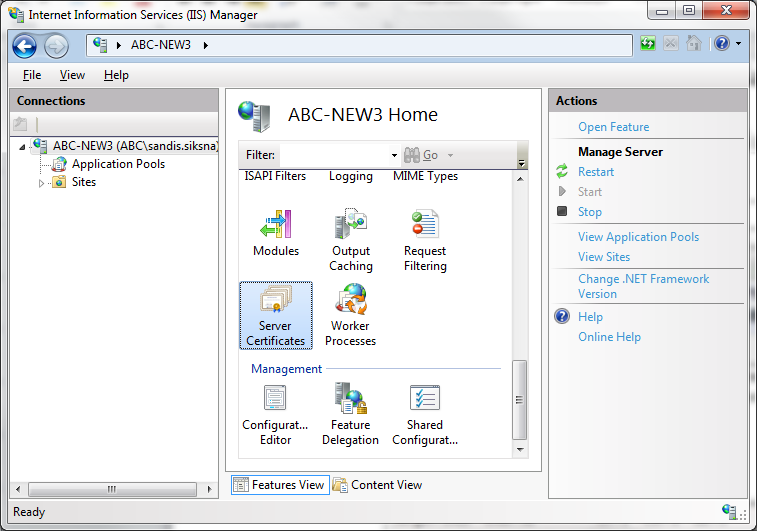 Internet Information Services (IIS) Manager
ABC-NEW3
File View Help
Connections
ABC-NEW3 (ABC\sandis.siksna)
Application Pools
Sites
ABC-NEW3 Home
Filter: Go
ISAPI Filters Logging MIME Types
Modules Output Caching Request Filtering
Server Certificates Worker Processes
Management
Configurat... Editor Feature Delegation Shared Configurat...
Features View Content View
Actions
Open Feature
Manage Server
Restart
Start
Stop
View Application Pools
View Sites
Change .NET Framework
Version
Help
Online Help
Ready